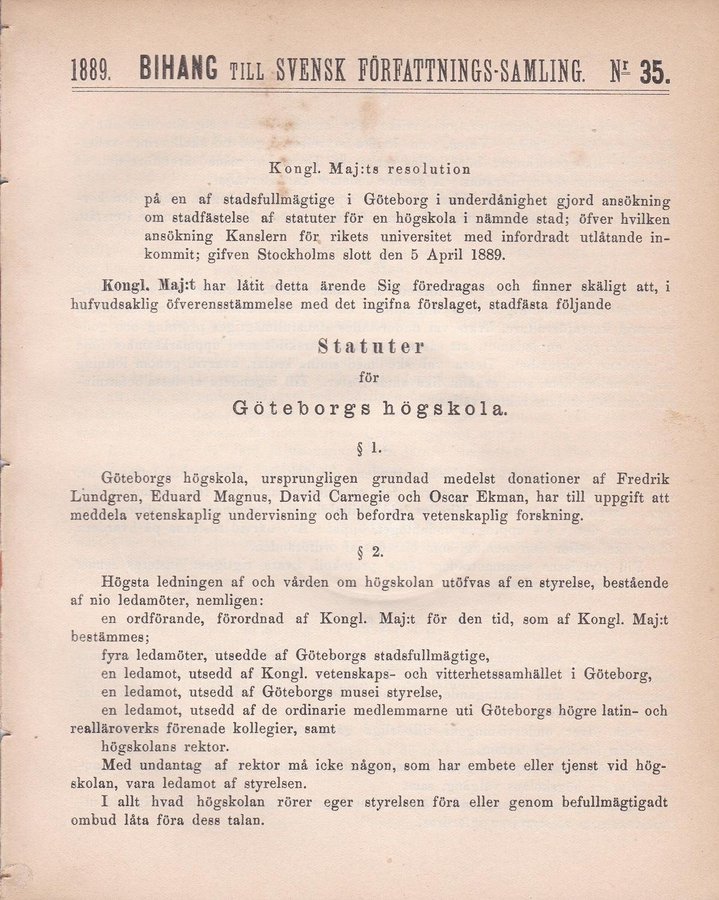 1889. BIHANG TILL SVENSK FÖRFATTNINGS-SAMLING. Nr 35.
Kongl. Maj:ts resolution
på en af stadsfullmägtige i Göteborg i underdånighet gjord ansökning
om stadfästelse af statuter för en högskola i nämnde stad; öfver hvilken
ansökning Kanslern för rikets universitet med infordradt utlåtande in-
kommit; gifven Stockholms slott den 5 April 1889.
Kongl. Maj:t har låtit detta ärende Sig föredragas och finner skäligt att, i
hufvudsaklig öfverensstämmelse med det ingifna förslaget, stadfästa följande
Statuter
för
Göteborgs högskola.
§ 1.
Göteborgs högskola, ursprungligen grundad medelst donationer af Fredrik
Lundgren, Eduard Magnus, David Carnegie och Oscar Ekman, har till uppgift att
meddela vetenskaplig undervisning och befordra vetenskaplig forskning.
§ 2.
Högsta ledningen af och vården om högskolan utöfvas af en styrelse, bestående
af nio ledamöter, nemligen:
en ordförande, förordnad af Kongl. Maj:t för den tid, som af Kongl. Maj:t
bestämmes;
fyra ledamöter, utsedde af Göteborgs stadsfullmägtige,
en ledamot, utsedd af Kongl. vetenskaps- och vitterhetssamhället i Göteborg,
en ledamot, utsedd af Göteborgs musei styrelse,
en ledamot, utsedd af de ordinarie medlemmarne uti Göteborgs högre latin- och
realläroverks förenade kollegier, samt
högskolans rektor.
Med undantag af rektor må icke någon, som har embete eller tjenst vid hög-
skolan, vara ledamot af styrelsen.
I allt hvad högskolan rörer eger styrelsen föra eller genom befullmägtigadt
ombud låta föra dess talan.